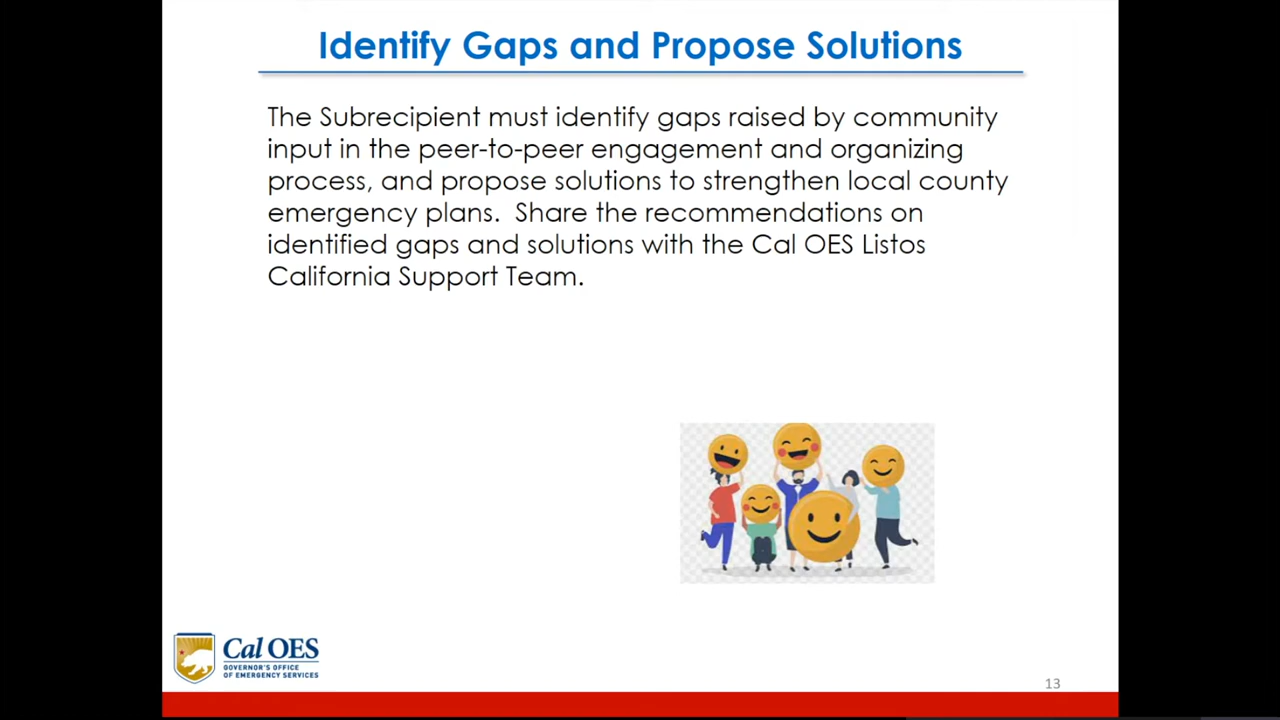 Identify Gaps and Propose Solutions
The Subrecipient must identify gaps raised by community
input in the peer-to-peer engagement and organizing
process, and propose solutions to strengthen local county
emergency plans.  Share the recommendations on
identified gaps and solutions with the Cal OES Listos
California Support Team.
Cal OES
GOVERNOR'S OFFICE
OF EMERGENCY SERVICES
13